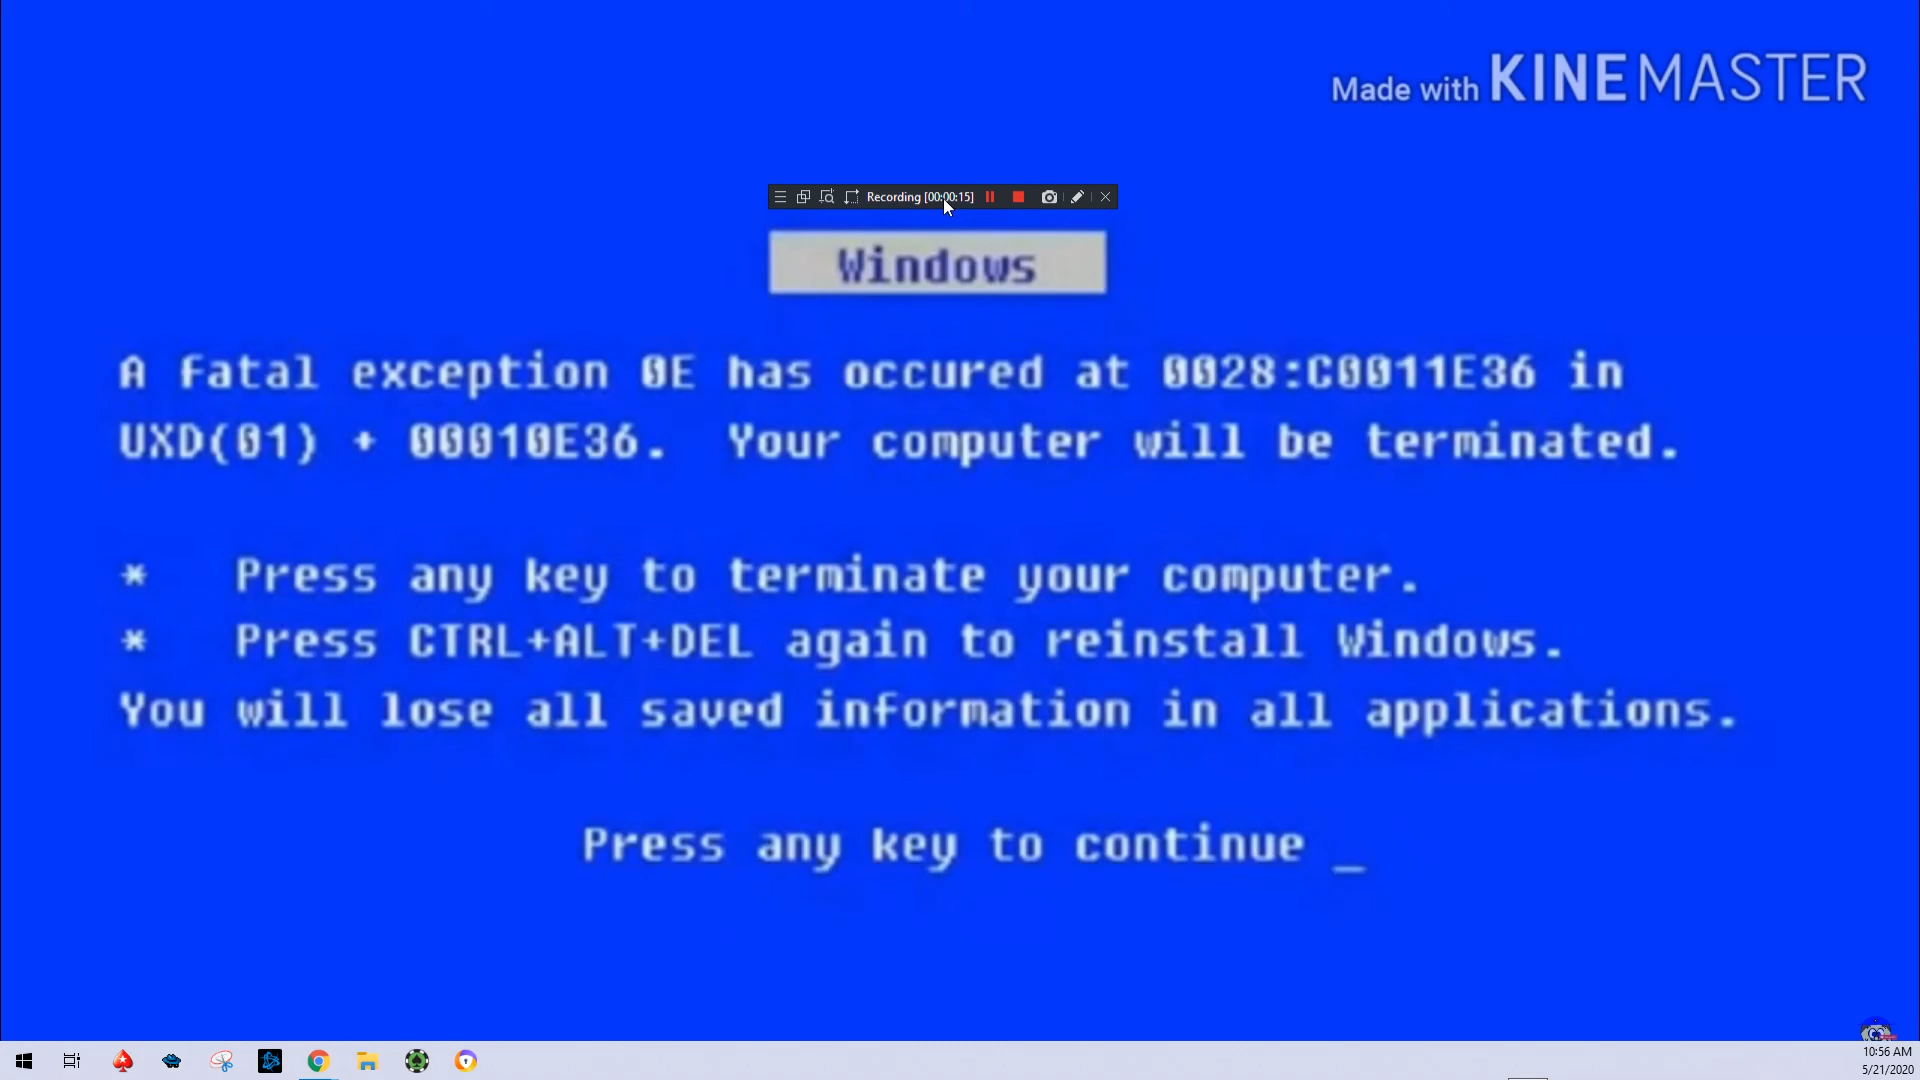 Made with KINEMASTER
Recording [00:00:15]
Windows
A fatal exception 0E has occured at 0028:C0011E36 in
UXD(01) + 00010E36. Your computer will be terminated.
* Press any key to terminate your computer.
* Press CTRL+ALT+DEL again to reinstall Windows.
You will lose all saved information in all applications.
Press any key to continue _
10:56 AM
5/21/2020